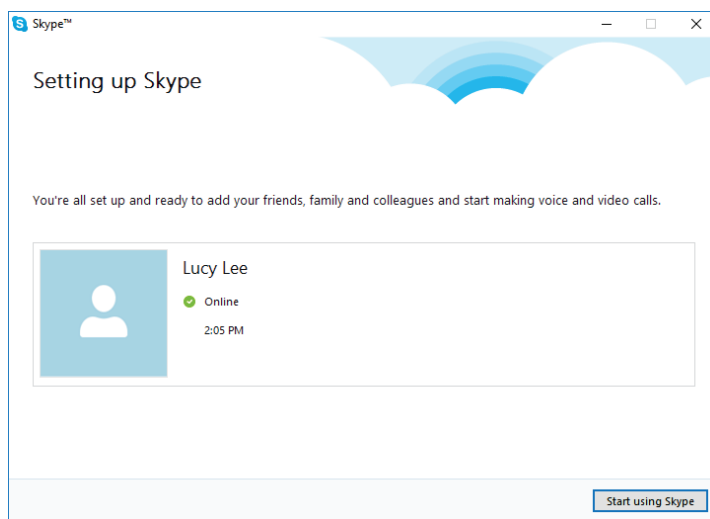 Skype™
Setting up Skype
You're all set up and ready to add your friends, family and colleagues and start making voice and video calls.
Lucy Lee
Online
2:05 PM
Start using Skype